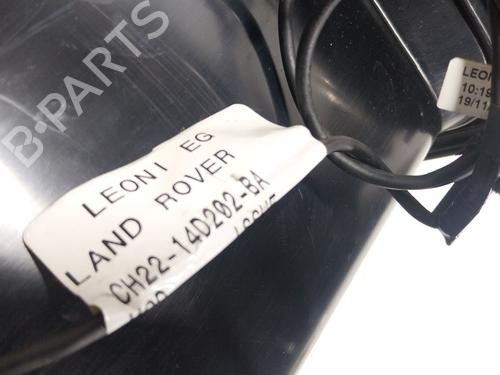 B-PARTS
LEONI EG
LAND ROVER
CH22-14D202-BA
LEONI
10:19
19/11/